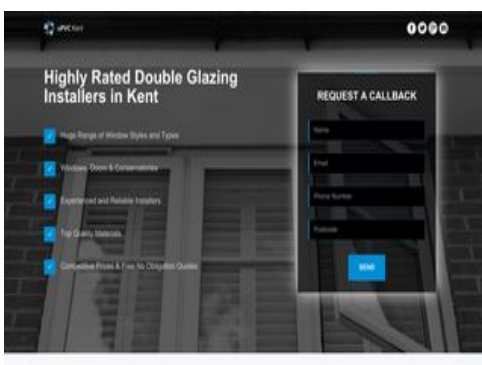 uPVC Kent
Highly Rated Double Glazing
Installers in Kent
Huge Range of Window Styles and Types
Windows, Doors & Conservatories
Experienced and Reliable Installers
Top Quality Materials
Competitive Prices & Free No Obligation Quotes
REQUEST A CALLBACK
Name
Email
Phone Number
Postcode
SEND